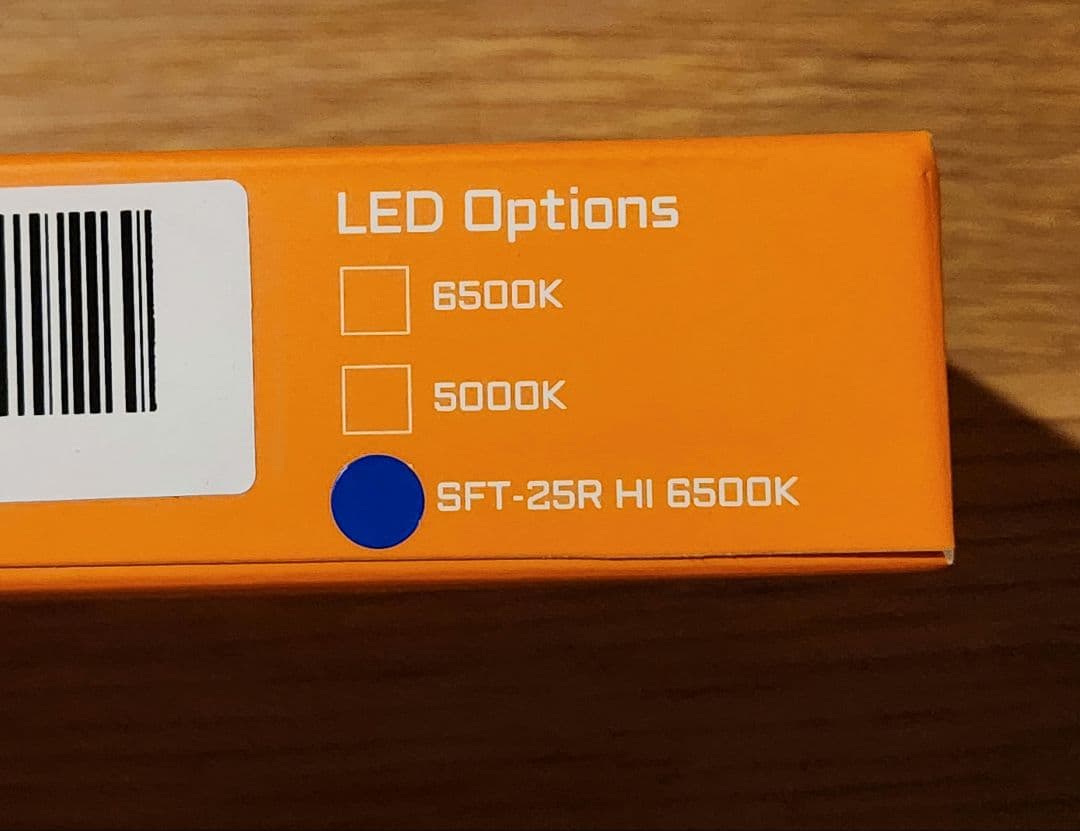 LED Options
6500K
5000K
SFT-25R HI 6500K